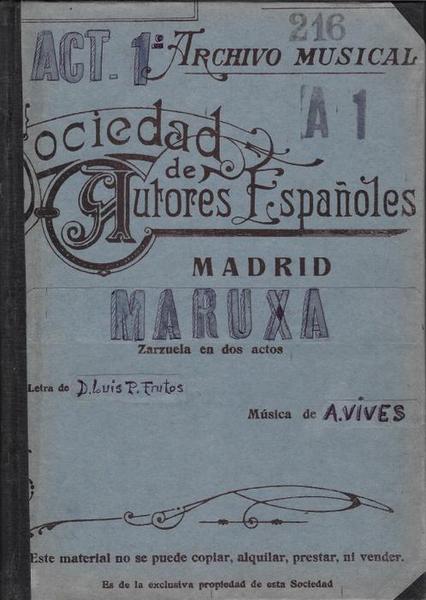 216
ACT. 1º ARCHIVO MUSICAL
A 1
Sociedad
de
Autores Españoles
MADRID
MARUXA
Zarzuela en dos actos
Letra de D. Luis P. Frutos
Música de A. VIVES
Este material no se puede copiar, alquilar, prestar, ni vender.
Es de la exclusiva propiedad de esta Sociedad